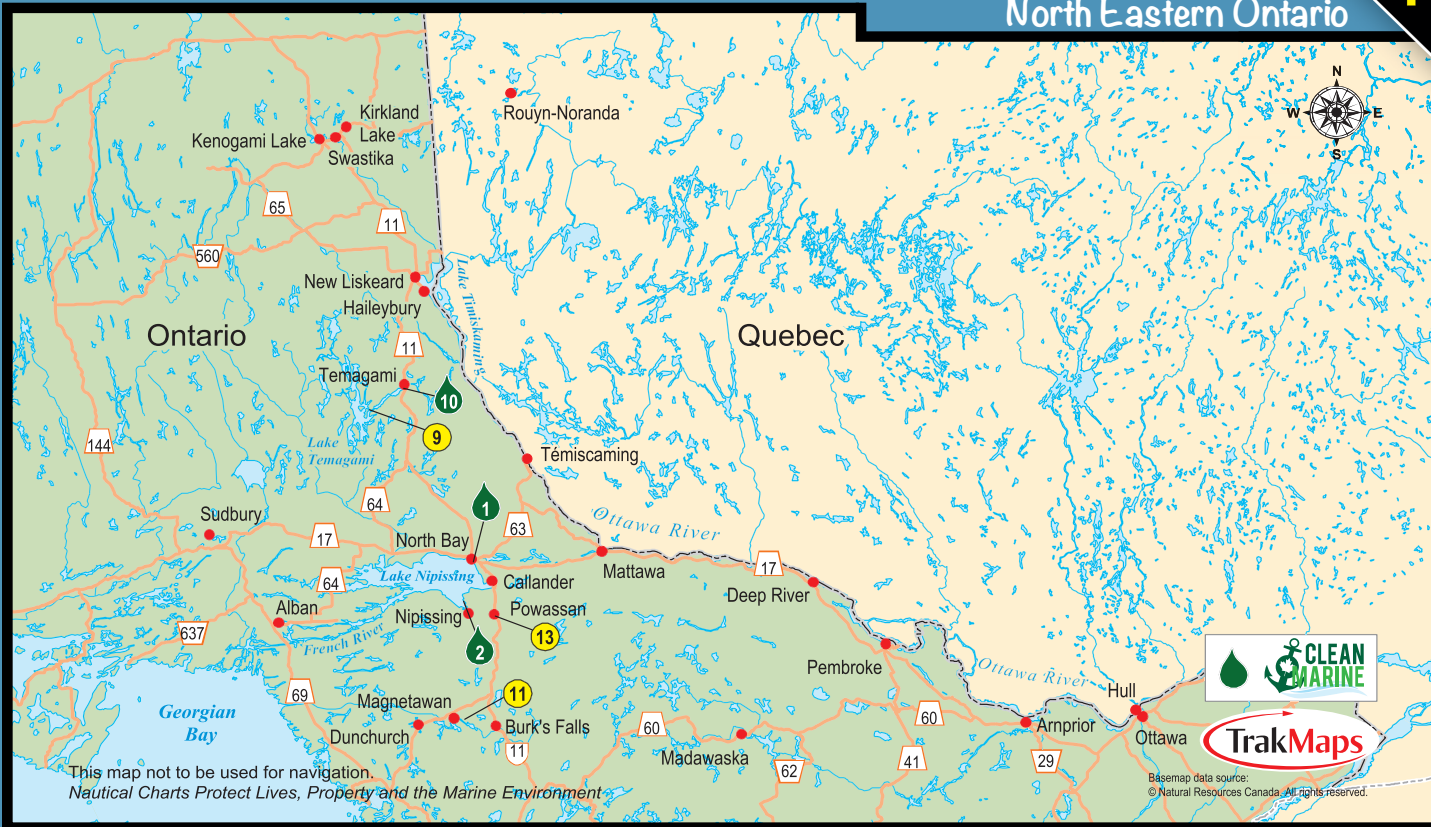 North Eastern Ontario
N
W
E
S
Rouyn-Noranda
Kirkland
Lake
Kenogami Lake
Swastika
65
11
560
New Liskeard
Haileybury
Lake Timiskaming
Ontario
Quebec
11
Temagami
10
9
144
Lake
Temagami
Témiscaming
1
64
Sudbury
63
Ottawa River
17
North Bay
Mattawa
17
Lake Nipissing
64
Callander
Deep River
Alban
Nipissing
Powassan
13
637
French River
2
Pembroke
CLEAN
MARINE
Ottawa River
69
11
Magnetawan
Hull
Georgian
Bay
Dunchurch
Burk's Falls
11
60
60
Arnprior
Ottawa
TrakMaps
Madawaska
62
41
29
This map not to be used for navigation.
Nautical Charts Protect Lives, Property and the Marine Environment
Basemap data source:
© Natural Resources Canada. All rights reserved.